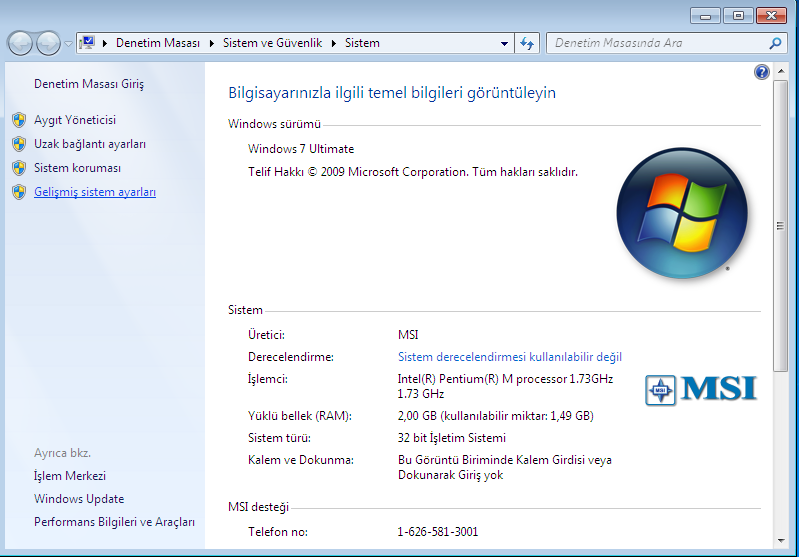 Denetim Masası
Sistem ve Güvenlik
Sistem
Denetim Masasında Ara
Denetim Masası Giriş
Aygıt Yöneticisi
Uzak bağlantı ayarları
Sistem koruması
Gelişmiş sistem ayarları
Ayrıca bkz.
İşlem Merkezi
Windows Update
Performans Bilgileri ve Araçları
Bilgisayarınızla ilgili temel bilgileri görüntüleyin
Windows sürümü
Windows 7 Ultimate
Telif Hakkı © 2009 Microsoft Corporation. Tüm hakları saklıdır.
Sistem
Üretici: MSI
Derecelendirme: Sistem derecelendirmesi kullanılabilir değil
İşlemci: Intel(R) Pentium(R) M processor 1.73GHz
1.73 GHz
Yüklü bellek (RAM): 2,00 GB (kullanılabilir miktar: 1,49 GB)
Sistem türü: 32 bit İşletim Sistemi
Kalem ve Dokunma: Bu Görüntü Biriminde Kalem Girdisi veya
Dokunarak Giriş yok
MSI
MSI desteği
Telefon no: 1-626-581-3001